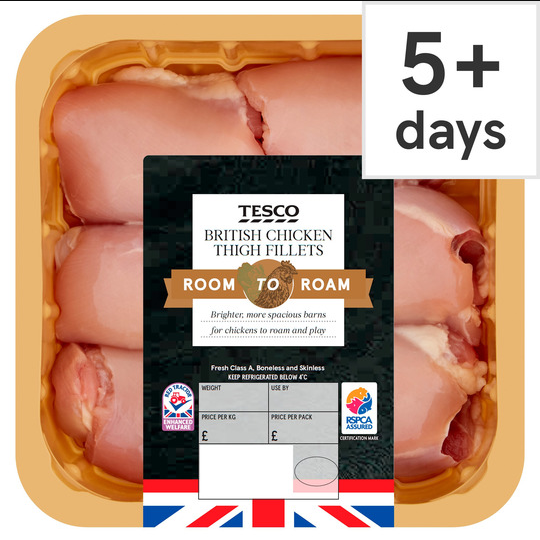 5+
days
TESCO
BRITISH CHICKEN
THIGH FILLETS
ROOM TO ROAM
Brighter, more spacious barns
for chickens to roam and play
Fresh Class A, Boneless and Skinless
KEEP REFRIGERATED BELOW 4°C
RED TRACTOR
ENHANCED
WELFARE
WEIGHT
USE BY
PRICE PER KG
£
PRICE PER PACK
£
RSPCA
ASSURED
CERTIFICATION MARK